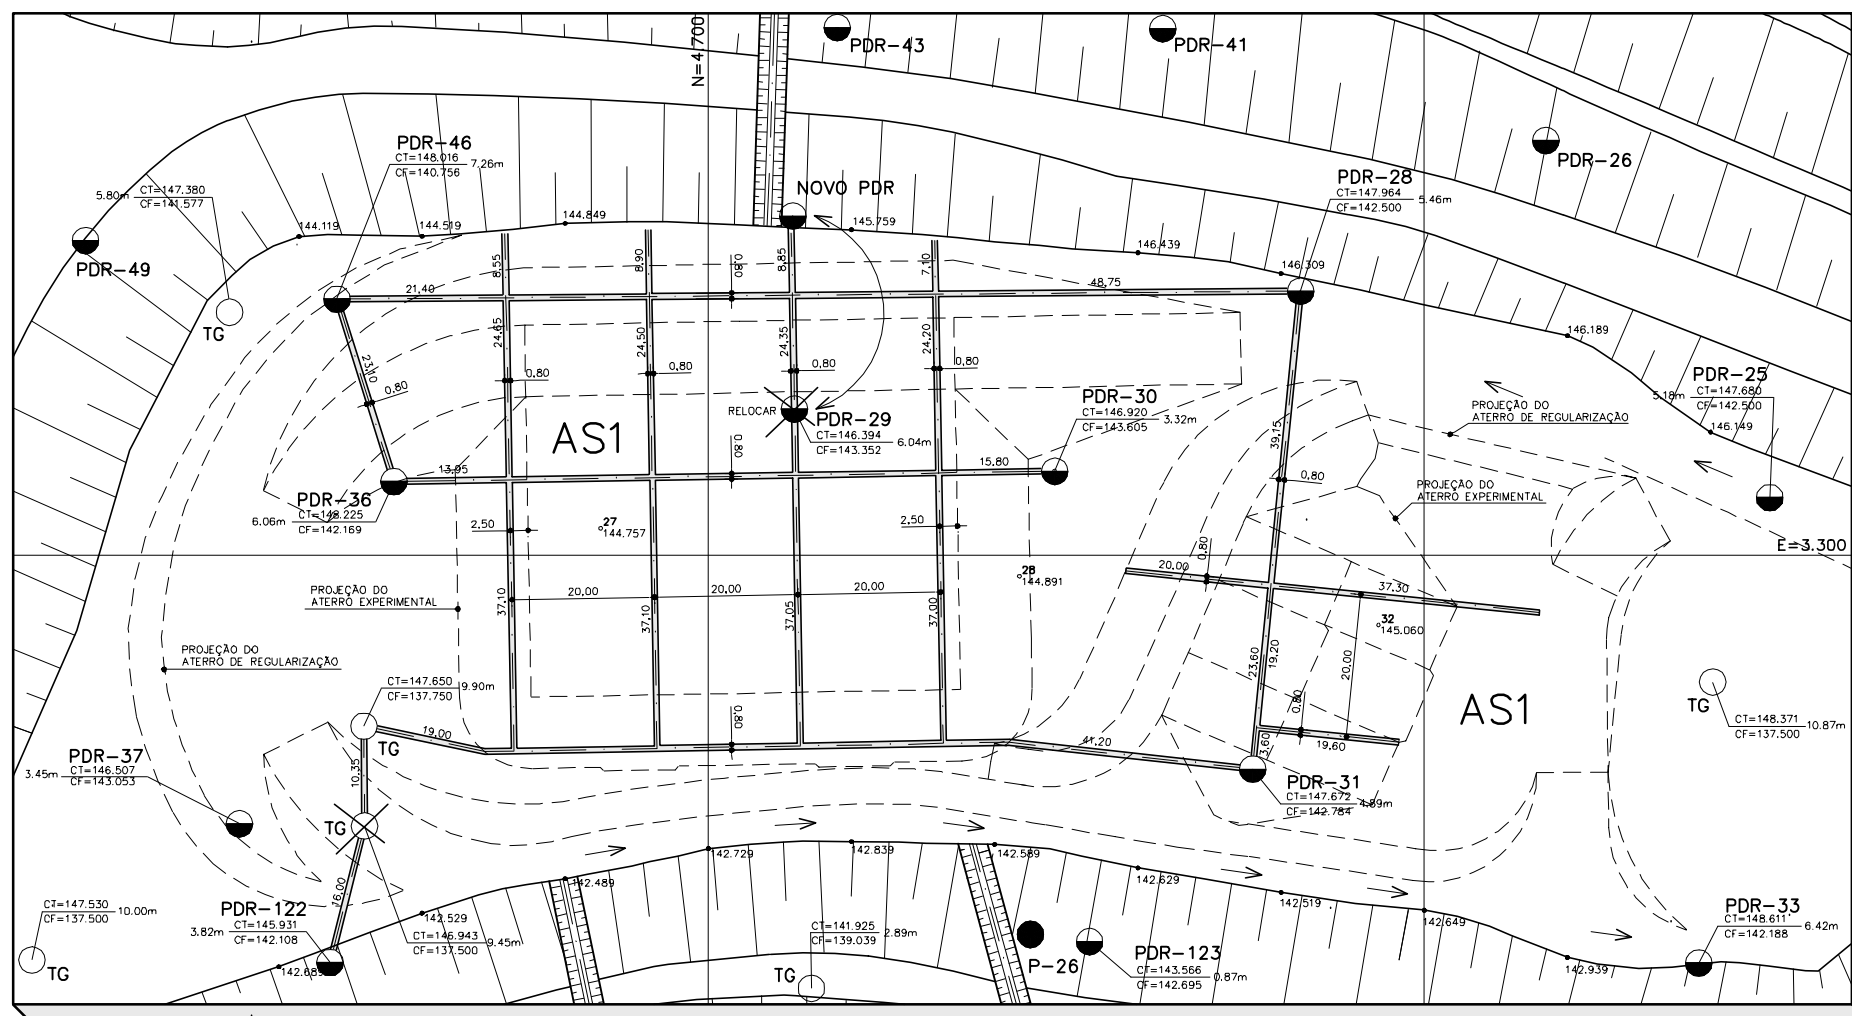 N=4.700
PDR-43
PDR-41
PDR-26
PDR-46
CT=148.016
CF=140.756
7.26m
5.80m
CT=147.380
CF=141.577
PDR-49
TG
144.119
144.519
144.849
NOVO PDR
145.759
146.439
146.309
PDR-28
CT=147.964
CF=142.500
5.46m
146.189
PDR-25
5.18m
CT=147.680
CF=142.500
146.149
PROJEÇÃO DO
ATERRO DE REGULARIZAÇÃO
21,40
8,55
8,90
0,80
8,85
7,10
48,75
24,65
24,50
24,35
24,20
0,80
0,80
0,80
0,80
23,10
0,80
RELOCAR
PDR-29
CT=146.394
CF=143.352
6.04m
AS1
0,80
PDR-30
CT=146.920
CF=143.605
3.32m
39,15
0,80
PROJEÇÃO DO
ATERRO EXPERIMENTAL
13,95
15,80
PDR-36
6.06m
CT=148.225
CF=142.169
2,50
27
144.757
2,50
E=3.300
28
144.891
20,00
0,80
37,30
32
145.060
PROJEÇÃO DO
ATERRO EXPERIMENTAL
37,10
20,00
37,10
20,00
37,05
20,00
37,00
PROJEÇÃO DO
ATERRO DE REGULARIZAÇÃO
23,60
19,20
20,00
CT=147.650
CF=137.750
9.90m
TG
19,00
0,80
41,20
0,80
3,60
19,60
AS1
TG
CT=148.371
CF=137.500
10.87m
PDR-37
3.45m
CT=146.507
CF=143.053
10,35
TG
PDR-31
CT=147.672
CF=142.784
4.89m
142.729
142.839
142.589
142.629
142.519
142.649
142.939
142.489
142.529
16,00
CT=147.530
CF=137.500
10.00m
TG
PDR-122
3.82m
CT=145.931
CF=142.108
CT=146.943
CF=137.500
9.45m
CT=141.925
CF=139.039
2.89m
TG
P-26
PDR-123
CT=143.566
CF=142.695
0.87m
PDR-33
CT=148.611
CF=142.188
6.42m